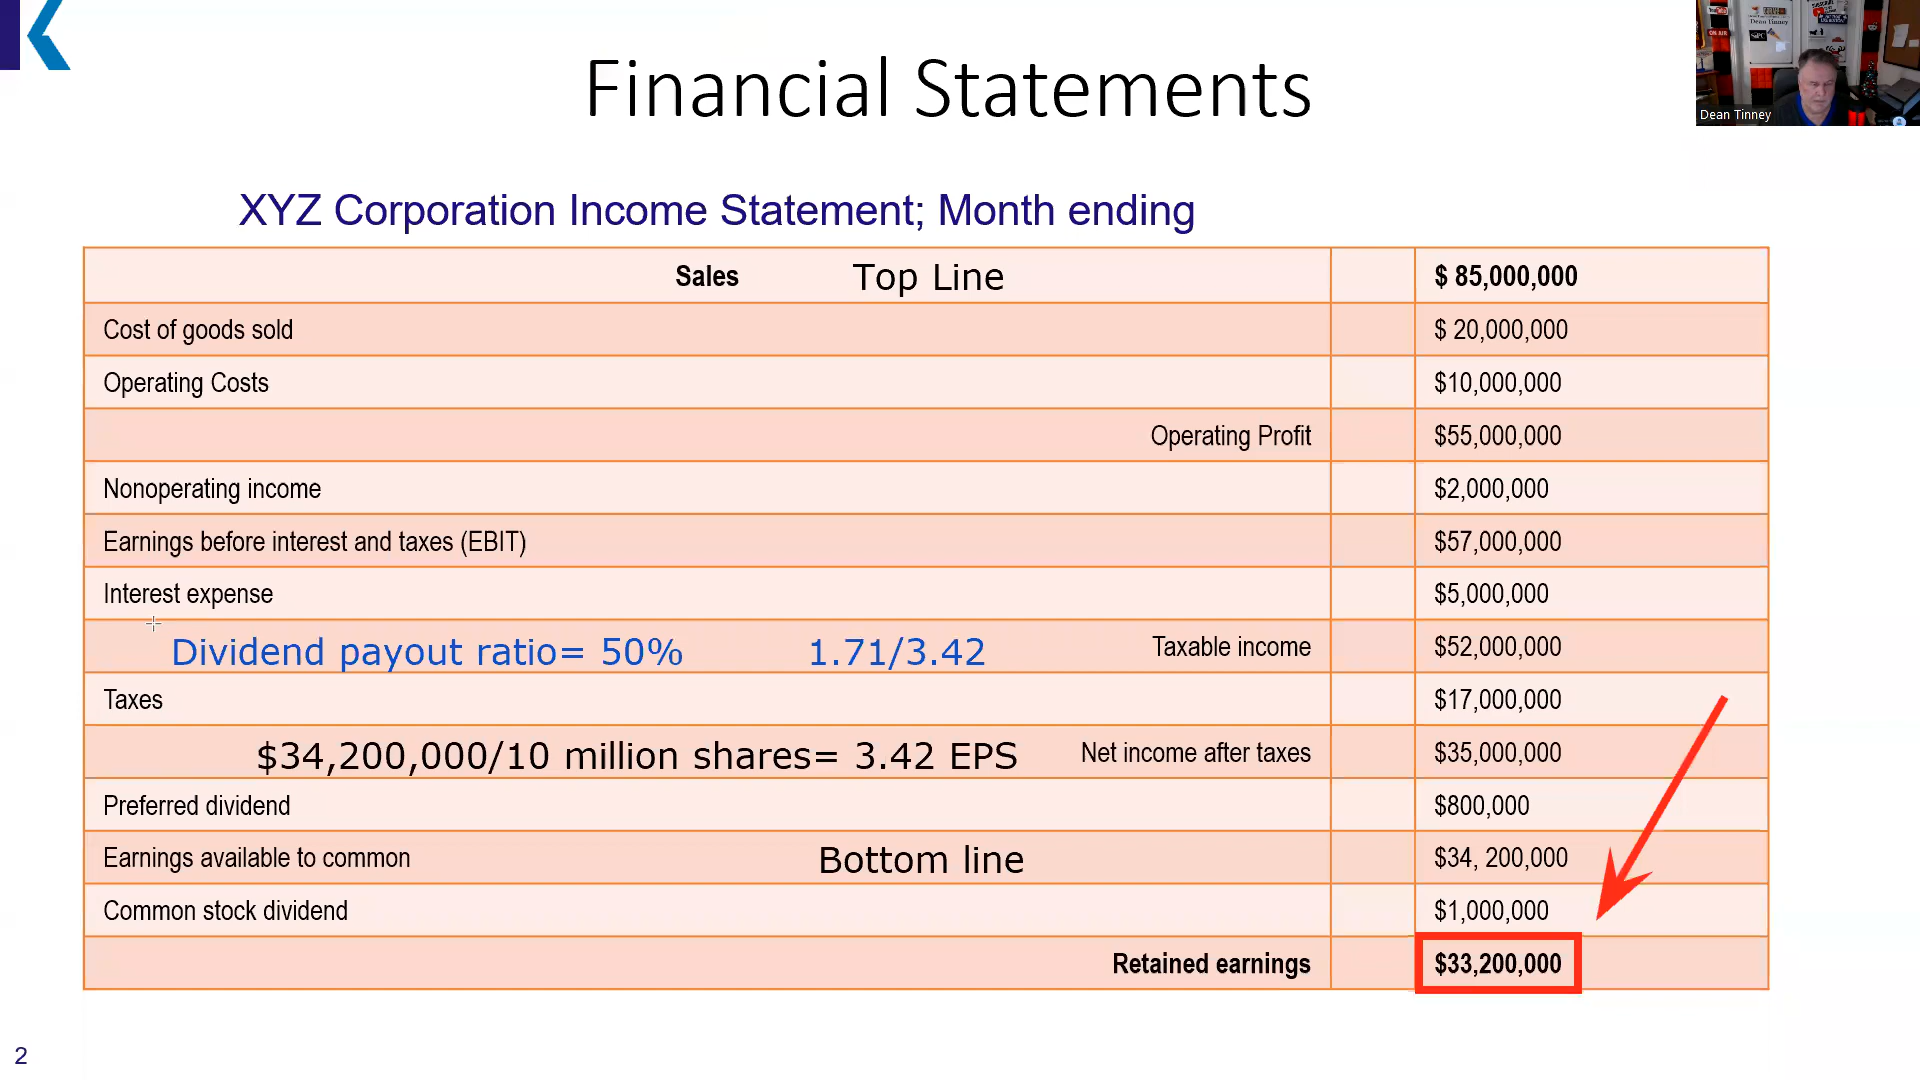 Financial Statements
Dean Tinney
XYZ Corporation Income Statement; Month ending
Sales Top Line $ 85,000,000
Cost of goods sold $ 20,000,000
Operating Costs $10,000,000
Operating Profit $55,000,000
Nonoperating income $2,000,000
Earnings before interest and taxes (EBIT) $57,000,000
Interest expense $5,000,000
Dividend payout ratio= 50% 1.71/3.42 Taxable income $52,000,000
Taxes $17,000,000
$34,200,000/10 million shares= 3.42 EPS Net income after taxes $35,000,000
Preferred dividend $800,000
Earnings available to common Bottom line $34, 200,000
Common stock dividend $1,000,000
Retained earnings $33,200,000
2